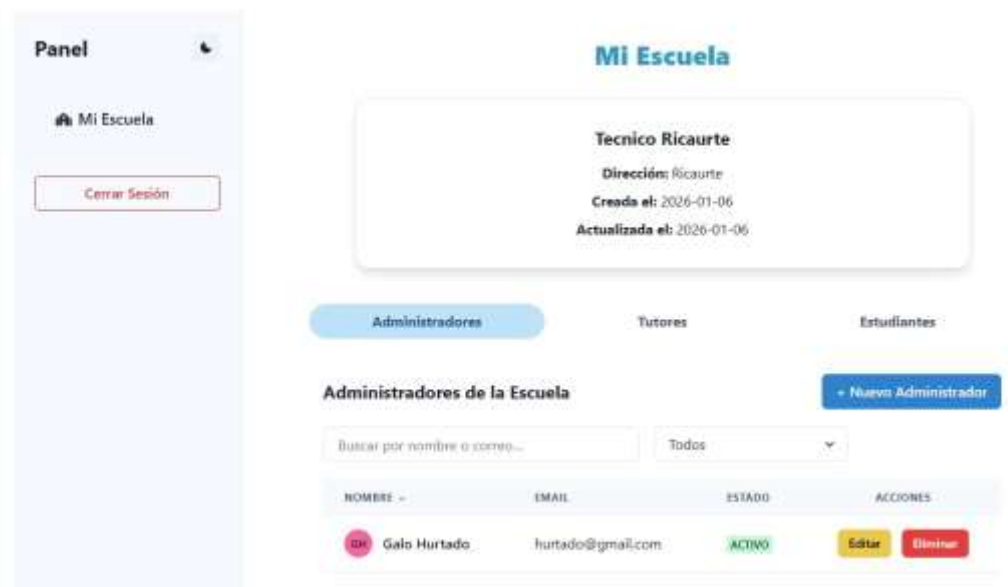 Panel
Mi Escuela
Cerrar Sesión
Mi Escuela
Tecnico Ricaurte
Dirección: Ricaurte
Creada el: 2026-01-06
Actualizada el: 2026-01-06
Administradores Tutores Estudiantes
Administradores de la Escuela + Nuevo Administrador
Buscar por nombre o correo... Todos
NOMBRE EMAIL ESTADO ACCIONES
GH Galo Hurtado hurtado@gmail.com ACTIVO Editar Eliminar